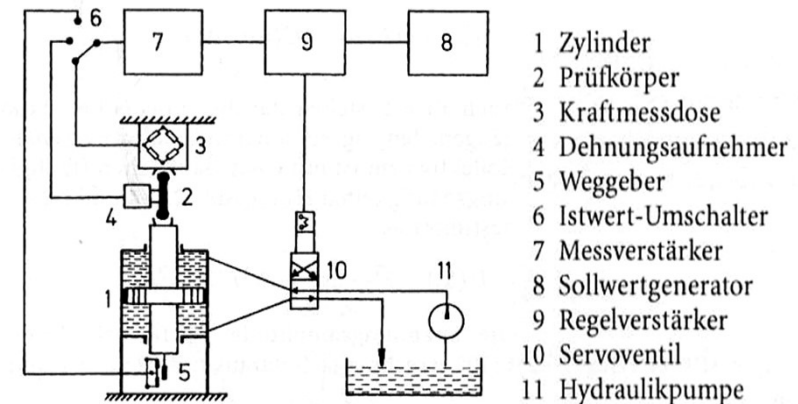 6
7
9
8
3
2
4
1
10
11
5
1 Zylinder
2 Prüfkörper
3 Kraftmessdose
4 Dehnungsaufnehmer
5 Weggeber
6 Istwert-Umschalter
7 Messverstärker
8 Sollwertgenerator
9 Regelverstärker
10 Servoventil
11 Hydraulikpumpe